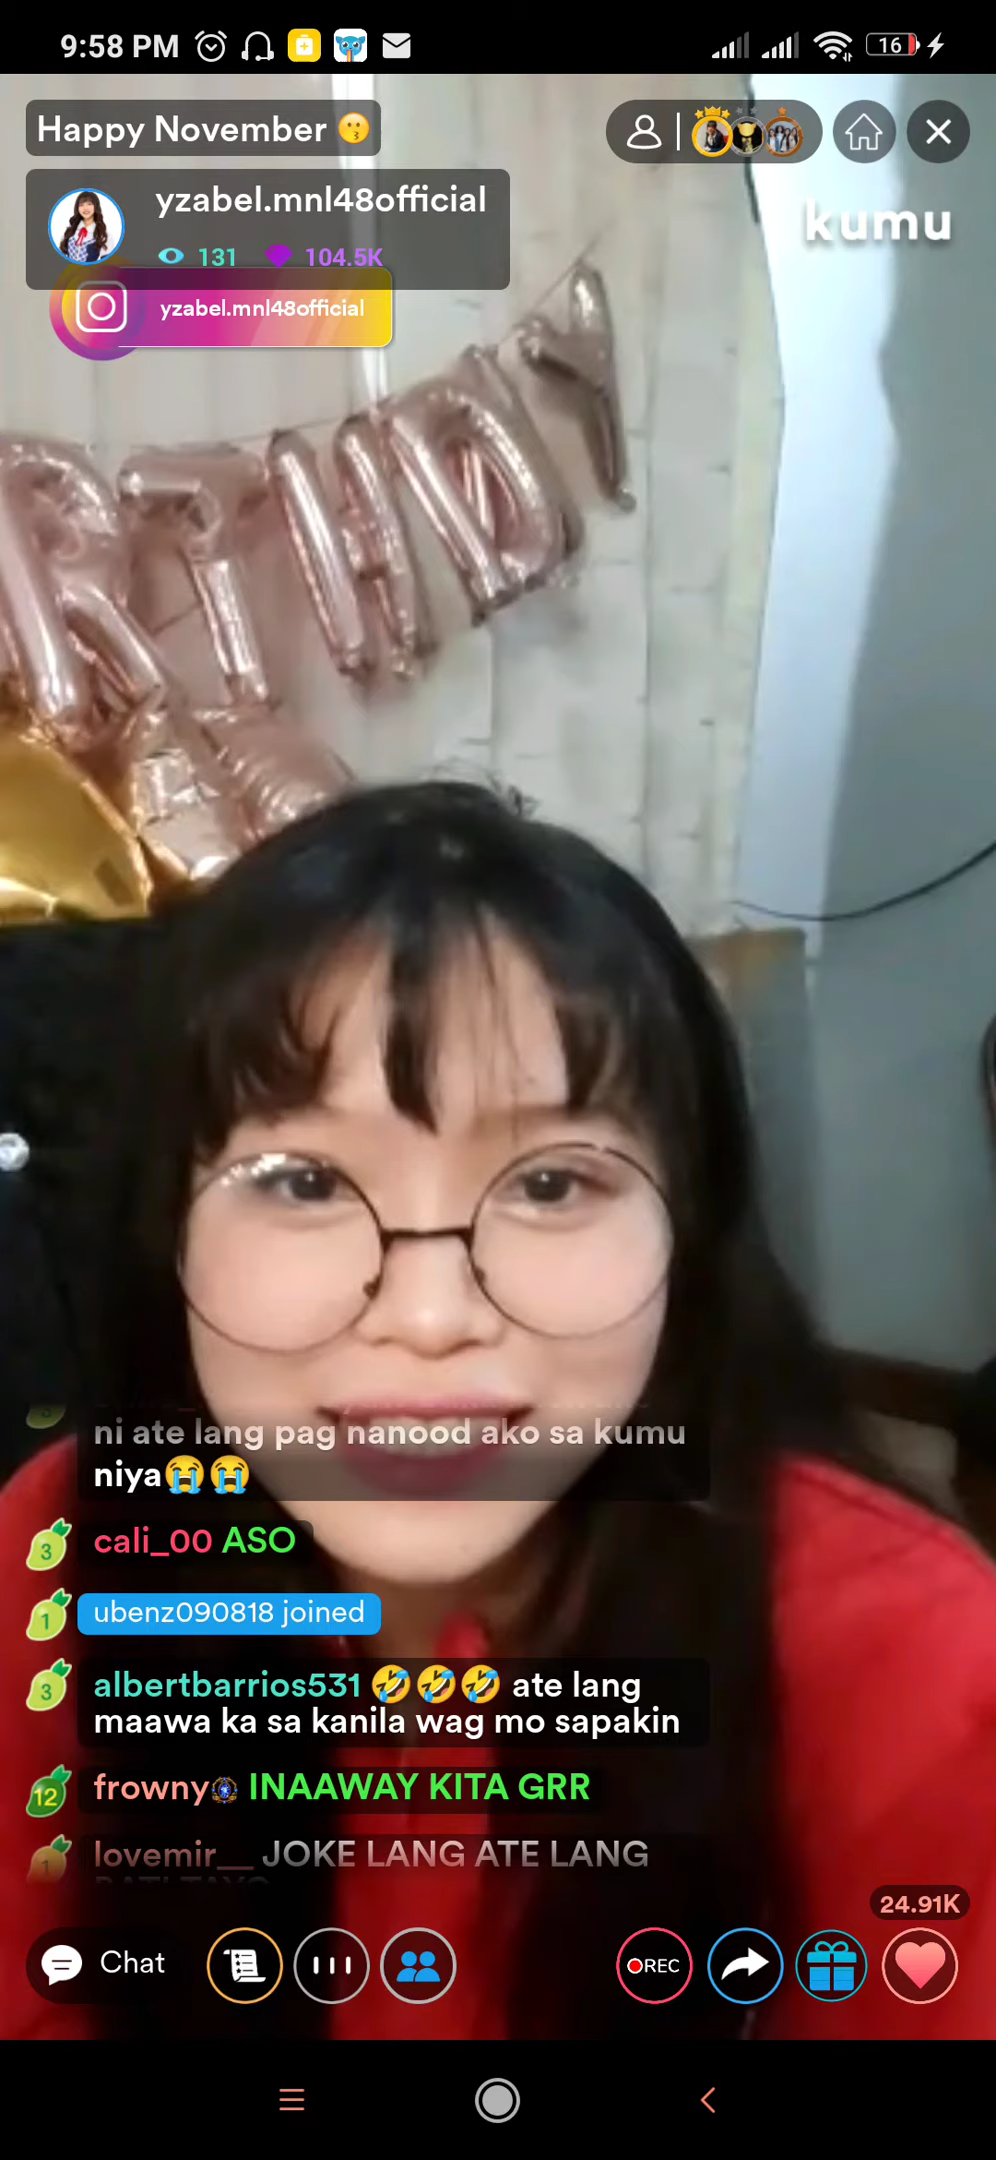 9:58 PM
16
Happy November 😗
yzabel.mnl48official
131 104.5K
kumu
yzabel.mnl48official
RTHD
ni ate lang pag nanood ako sa kumu
niya😭😭
3 cali_00 ASO
1 ubenz090818 joined
3 albertbarrios531 🤣🤣🤣 ate lang
maawa ka sa kanila wag mo sapakin
12 frowny INAAWAY KITA GRR
1 lovemir__ JOKE LANG ATE LANG
24.91K
Chat
REC